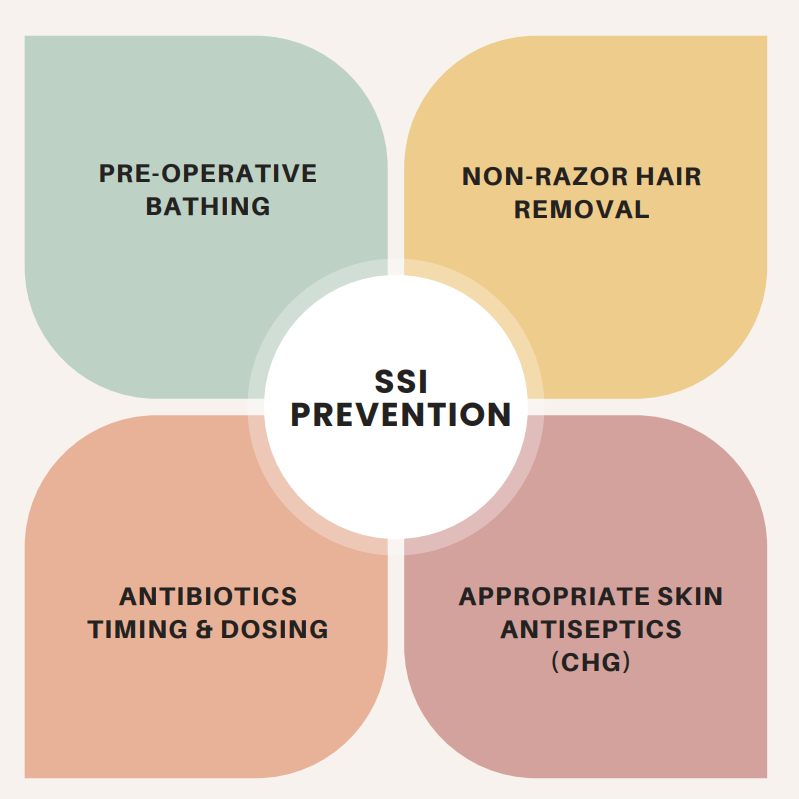 PRE-OPERATIVE
BATHING
NON-RAZOR HAIR
REMOVAL
SSI
PREVENTION
ANTIBIOTICS
TIMING & DOSING
APPROPRIATE SKIN
ANTISEPTICS
(CHG)